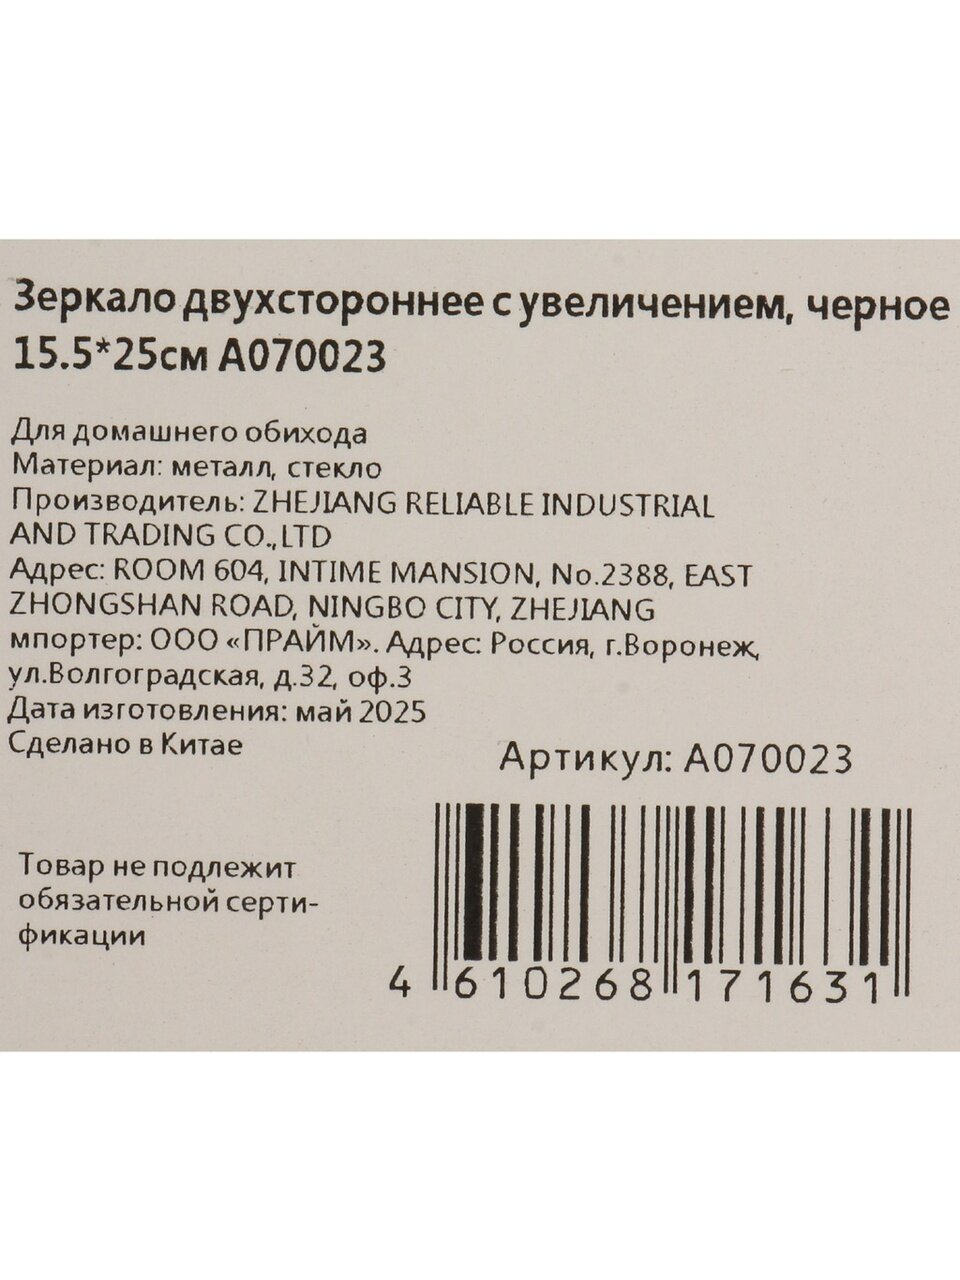 Зеркало двухстороннее с увеличением, черное
15.5*25см А070023
Для домашнего обихода
Материал: металл, стекло
Производитель: ZHEJIANG RELIABLE INDUSTRIAL
AND TRADING CO.,LTD
Адрес: ROOM 604, INTIME MANSION, No.2388, EAST
ZHONGSHAN ROAD, NINGBO CITY, ZHEJIANG
мпортер: ООО «ПРАЙМ». Адрес: Россия, г.Воронеж,
ул.Волгоградская, д.32, оф.3
Дата изготовления: май 2025
Сделано в Китае
Артикул: А070023
Товар не подлежит
обязательной серти-
фикации
4 610268 171631